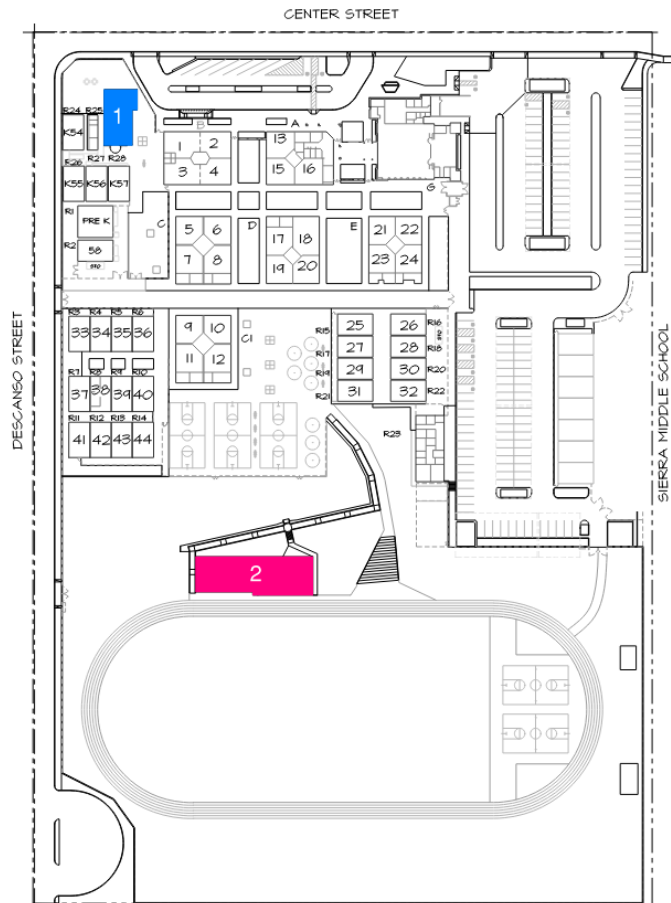 CENTER STREET
R24 R25
1
K54
R27 R28
R26
K55 K56 K57
R1
PRE K
R2
58
A
B
1 2
3 4
13
15 16
G
C
5 6
7 8
D
17 18
19 20
E
21 22
23 24
R3 R4 R5 R6
33 34 35 36
R7 R8 R9 R10
37 38 39 40
R11 R12 R13 R14
41 42 43 44
9 10
11 12
C1
R15 25 26 R16
R17 27 28 R18
R19 29 30 R20
R21 31 32 R22
R23
2
DESCANSO STREET
SIERRA MIDDLE SCHOOL